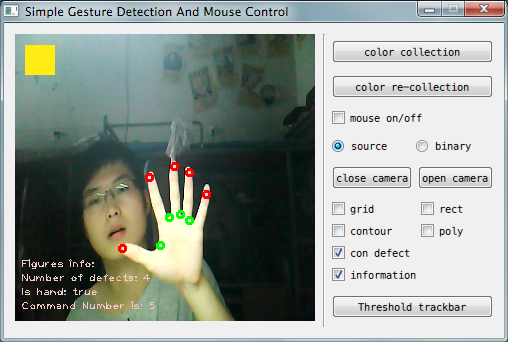 Simple Gesture Detection And Mouse Control
color collection
color re-collection
mouse on/off
source
binary
close camera
open camera
grid
rect
contour
poly
con defect
information
Threshold trackbar
Figures info:
Number of defects: 4
Is hand: true
Command Number Is: 5